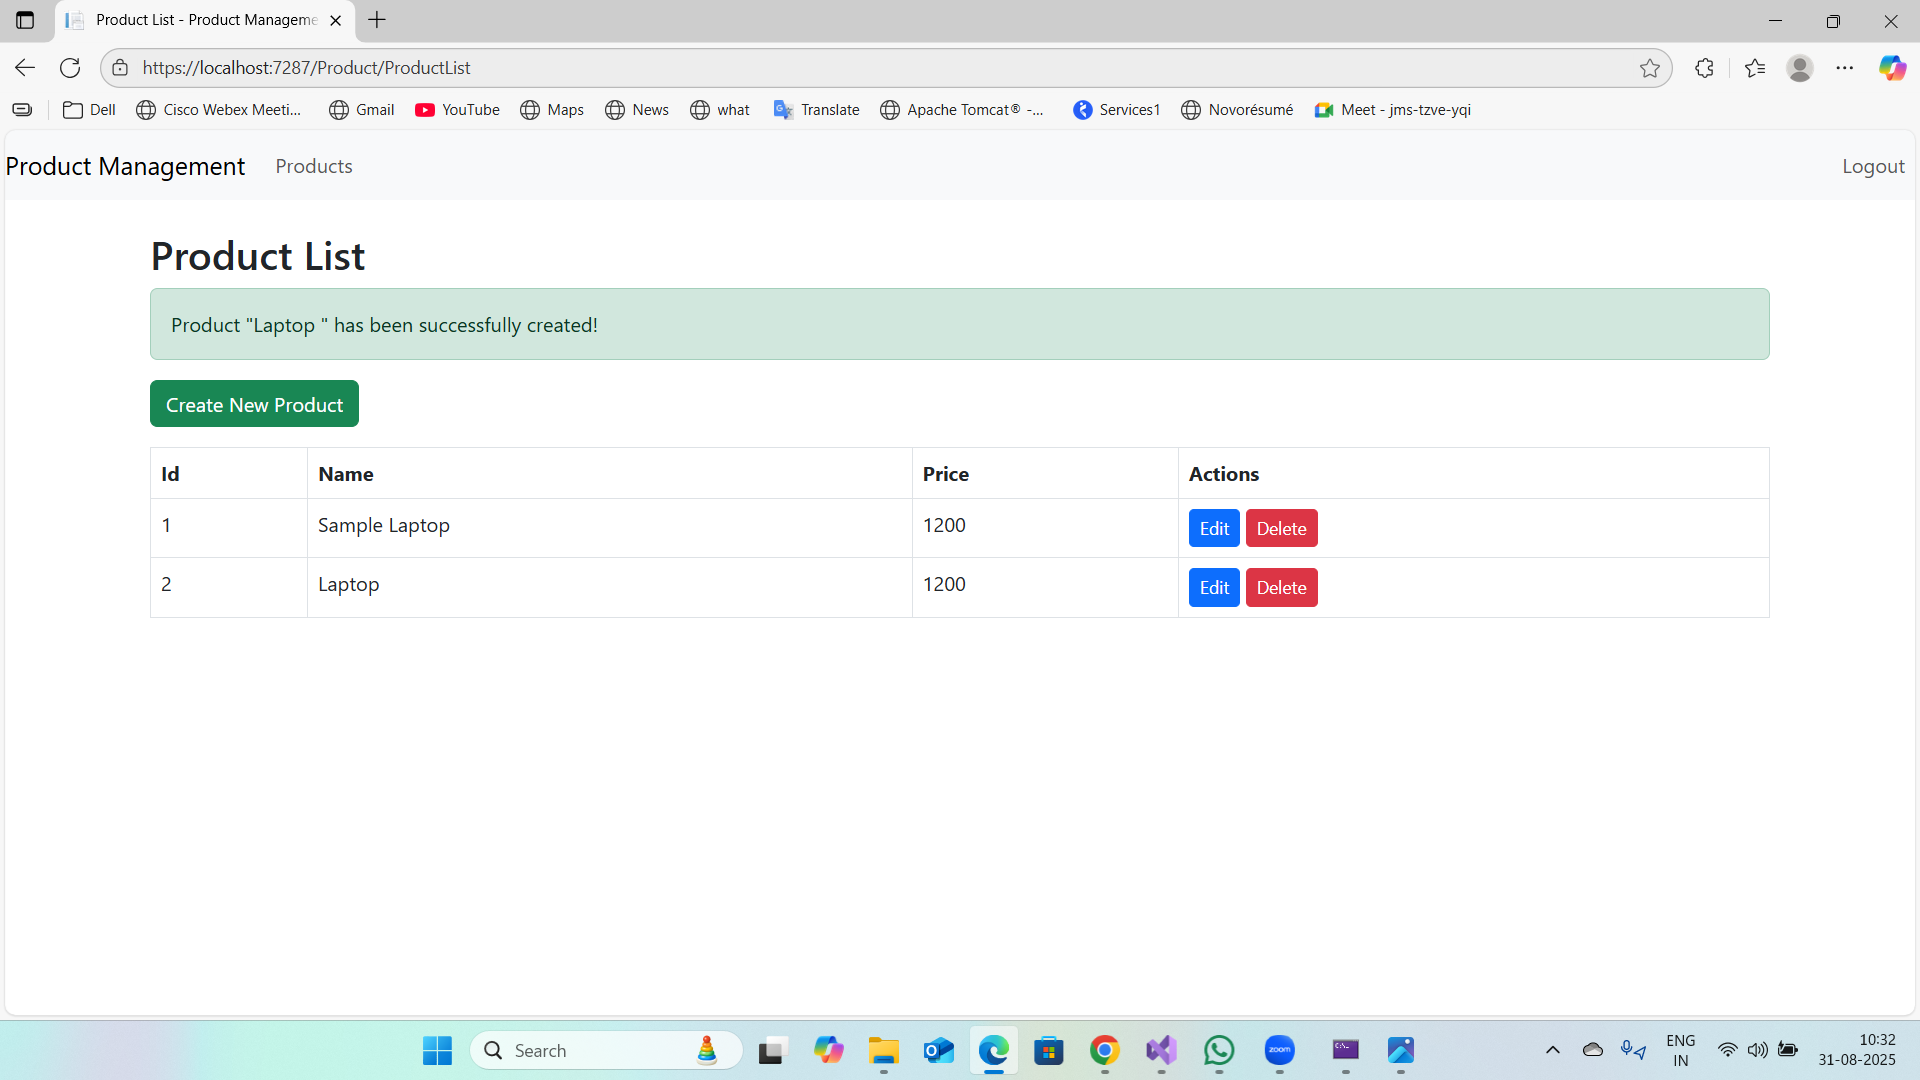 Product List - Product Manageme
https://localhost:7287/Product/ProductList
Dell
Cisco Webex Meeti...
Gmail
YouTube
Maps
News
what
Translate
Apache Tomcat® -...
Services1
Novorésumé
Meet - jms-tzve-yqi
Product Management
Products
Logout
Product List
Product "Laptop " has been successfully created!
Create New Product
Id Name Price Actions
1 Sample Laptop 1200 Edit Delete
2 Laptop 1200 Edit Delete
Search
zoom
ENG
IN
10:32
31-08-2025